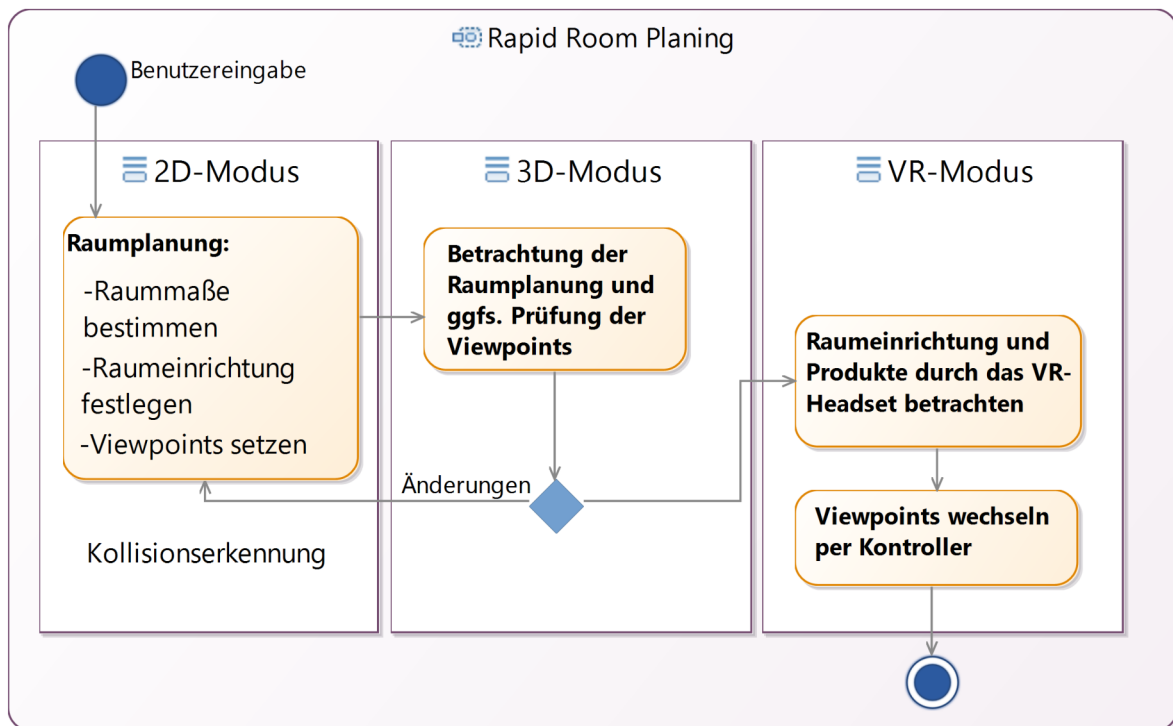 Rapid Room Planing
Benutzereingabe
2D-Modus
Raumplanung:
-Raummaße
bestimmen
-Raumeinrichtung
festlegen
-Viewpoints setzen
Kollisionserkennung
3D-Modus
Betrachtung der
Raumplanung und
ggfs. Prüfung der
Viewpoints
Änderungen
VR-Modus
Raumeinrichtung und
Produkte durch das VR-
Headset betrachten
Viewpoints wechseln
per Kontroller